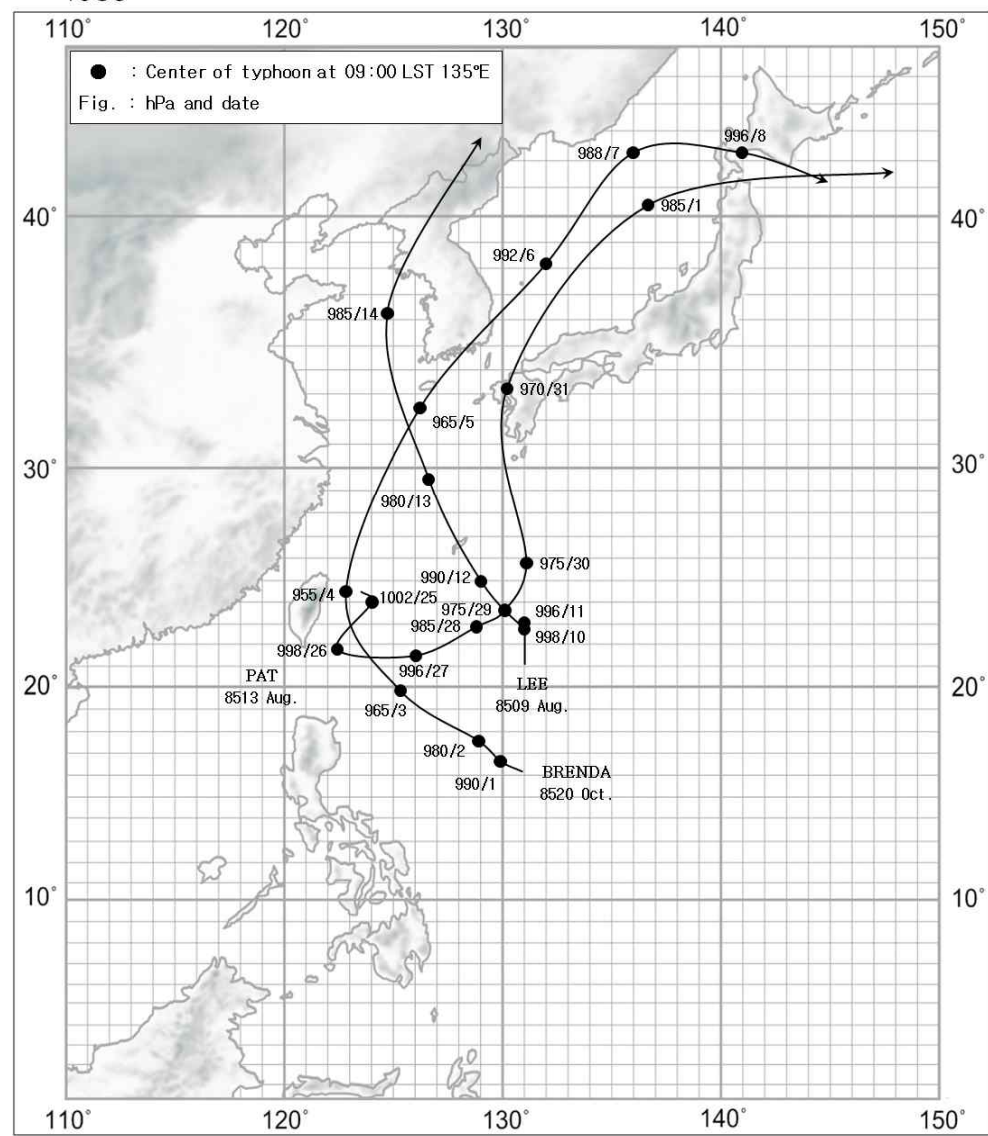 110° 120° 130° 140° 150°
● : Center of typhoon at 09:00 LST 135°E
Fig. : hPa and date
996/8
988/7
985/1
40° 40°
992/6
985/14
970/31
965/5
30° 30°
980/13
975/30
990/12
955/4 1002/25
975/29 996/11
985/28
998/10
998/26
996/27
PAT
8513 Aug.
LEE
8509 Aug.
20° 20°
965/3
980/2
990/1
BRENDA
8520 Oct.
10° 10°
110° 120° 130° 140° 150°